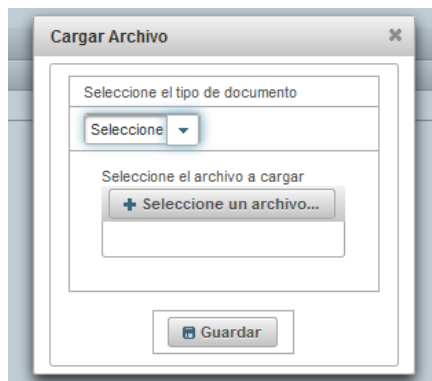 Cargar Archivo
Seleccione el tipo de documento
Seleccione
Seleccione el archivo a cargar
Seleccione un archivo...
Guardar